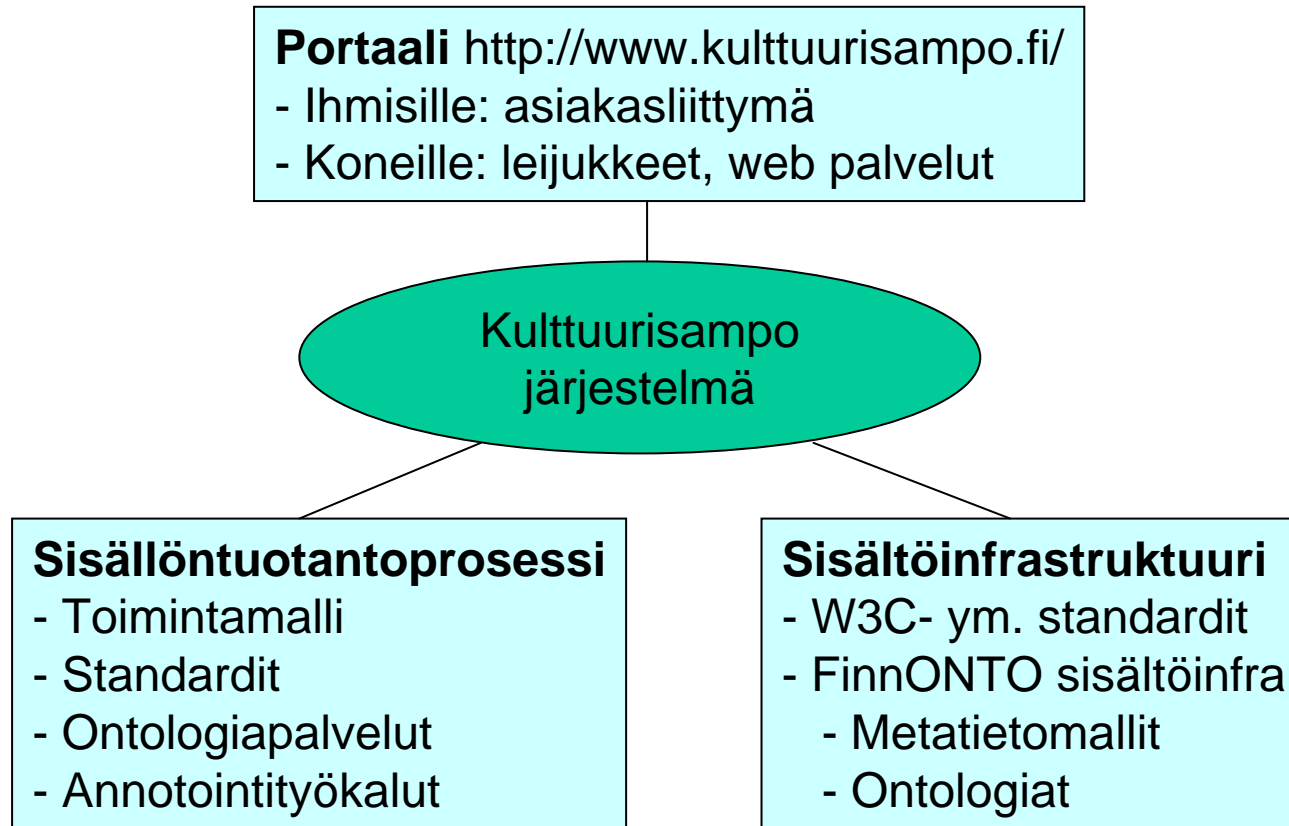 Portaali http://www.kulttuurisampo.fi/
- Ihmisille: asiakasliittymä
- Koneille: leijukkeet, web palvelut
Kulttuurisampo
järjestelmä
Sisällöntuotantoprosessi
- Toimintamalli
- Standardit
- Ontologiapalvelut
- Annotointityökalut
Sisältöinfrastruktuuri
- W3C- ym. standardit
- FinnONTO sisältöinfra
- Metatietomallit
- Ontologiat